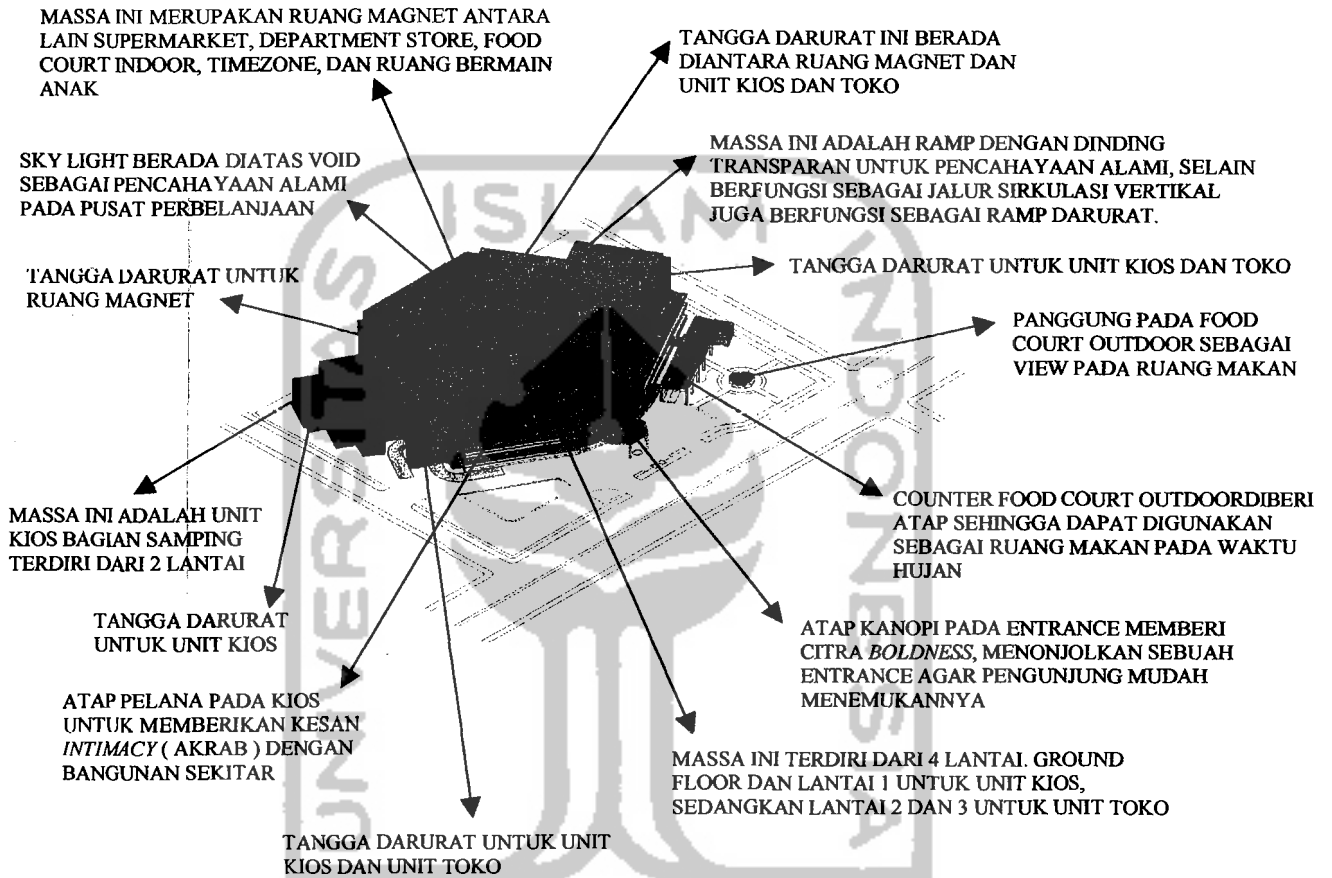 MASSA INI MERUPAKAN RUANG MAGNET ANTARA
LAIN SUPERMARKET, DEPARTMENT STORE, FOOD
COURT INDOOR, TIMEZONE, DAN RUANG BERMAIN
ANAK
TANGGA DARURAT INI BERADA
DIANTARA RUANG MAGNET DAN
UNIT KIOS DAN TOKO
SKY LIGHT BERADA DIATAS VOID
SEBAGAI PENCAHAYAAN ALAMI
PADA PUSAT PERBELANJAAN
MASSA INI ADALAH RAMP DENGAN DINDING
TRANSPARAN UNTUK PENCAHAYAAN ALAMI, SELAIN
BERFUNGSI SEBAGAI JALUR SIRKULASI VERTIKAL
JUGA BERFUNGSI SEBAGAI RAMP DARURAT.
TANGGA DARURAT UNTUK
RUANG MAGNET
TANGGA DARURAT UNTUK UNIT KIOS DAN TOKO
PANGGUNG PADA FOOD
COURT OUTDOOR SEBAGAI
VIEW PADA RUANG MAKAN
MASSA INI ADALAH UNIT
KIOS BAGIAN SAMPING
TERDIRI DARI 2 LANTAI
COUNTER FOOD COURT OUTDOORDIBERI
ATAP SEHINGGA DAPAT DIGUNAKAN
SEBAGAI RUANG MAKAN PADA WAKTU
HUJAN
TANGGA DARURAT
UNTUK UNIT KIOS
ATAP KANOPI PADA ENTRANCE MEMBERI
CITRA BOLDNESS, MENONJOLKAN SEBUAH
ENTRANCE AGAR PENGUNJUNG MUDAH
MENEMUKANNYA
ATAP PELANA PADA KIOS
UNTUK MEMBERIKAN KESAN
INTIMACY ( AKRAB ) DENGAN
BANGUNAN SEKITAR
MASSA INI TERDIRI DARI 4 LANTAI. GROUND
FLOOR DAN LANTAI 1 UNTUK UNIT KIOS,
SEDANGKAN LANTAI 2 DAN 3 UNTUK UNIT TOKO
TANGGA DARURAT UNTUK UNIT
KIOS DAN UNIT TOKO
UNIVERSITAS
ISLAM
INDONESIA